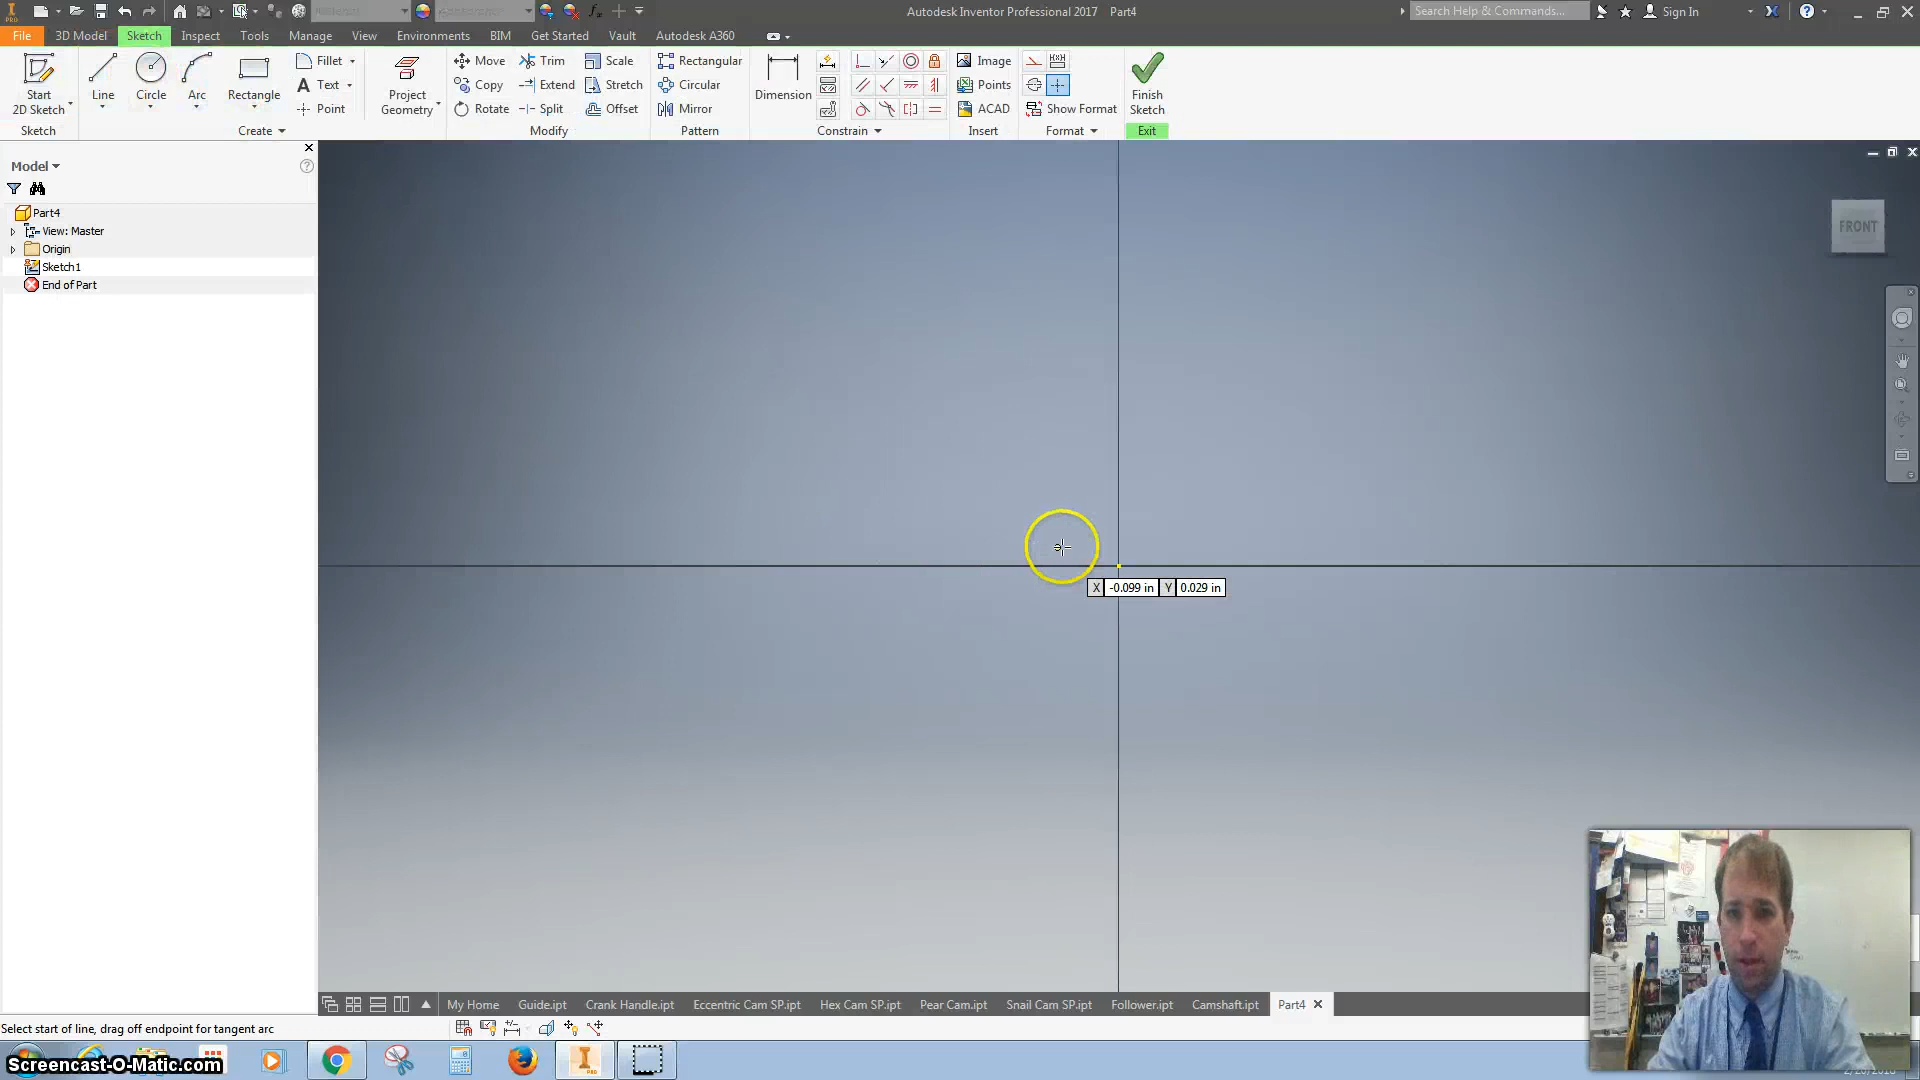 Autodesk Inventor Professional 2017 Part4
Search Help & Commands...
Sign In
File 3D Model Sketch Inspect Tools Manage View Environments BIM Get Started Vault Autodesk A360
Start
2D Sketch
Line
Circle
Arc
Rectangle
Fillet
Text
Point
Project
Geometry
Move
Copy
Rotate
Trim
Extend
Split
Scale
Stretch
Offset
Rectangular
Circular
Mirror
Dimension
Image
Points
ACAD
Show Format
Finish
Sketch
Sketch Create Modify Pattern Constrain Insert Format Exit
Model
Part4
View: Master
Origin
Sketch1
End of Part
FRONT
X -0.099 in Y 0.029 in
My Home Guide.ipt Crank Handle.ipt Eccentric Cam SP.ipt Hex Cam SP.ipt Pear Cam.ipt Snail Cam SP.ipt Follower.ipt Camshaft.ipt Part4
Select start of line, drag off endpoint for tangent arc
Screencast-O-Matic.com